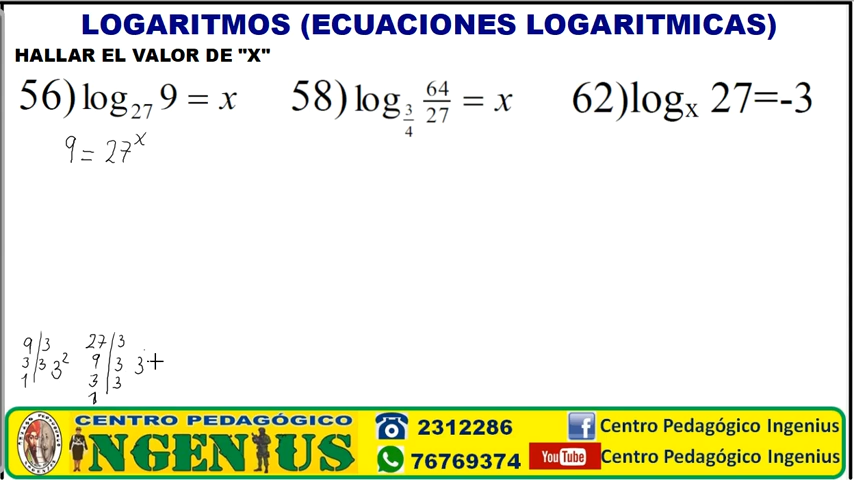 LOGARITMOS (ECUACIONES LOGARITMICAS)
HALLAR EL VALOR DE "X"
56) log₂₇ 9 = x
58) log_{3/4} 64/27 = x
62) logₓ 27=-3
9 = 27ˣ
9 | 3
3 | 3
1
3²
27 | 3
9 | 3
3 | 3
1
3
CENTRO PEDAGÓGICO
INGENIUS
2312286
76769374
Centro Pedagógico Ingenius
YouTube Centro Pedagógico Ingenius